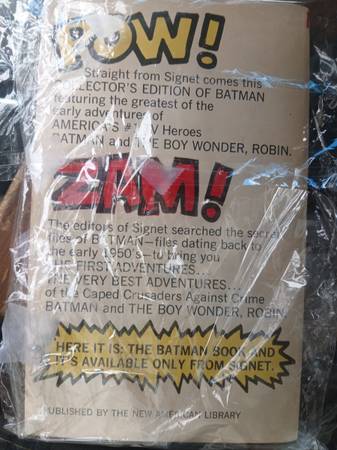 POW!
Straight from Signet comes this
COLLECTOR'S EDITION OF BATMAN
featuring the greatest of the
early adventures of
AMERICA'S #1 TV Heroes
BATMAN and THE BOY WONDER, ROBIN.
ZAM!
The editors of Signet searched the secret
files of BATMAN—files dating back to
the early 1950's—to bring you
THE FIRST ADVENTURES...
THE VERY BEST ADVENTURES...
of the Caped Crusaders Against Crime
BATMAN and THE BOY WONDER, ROBIN.
HERE IT IS: THE BATMAN BOOK AND
IT'S AVAILABLE ONLY FROM SIGNET.
PUBLISHED BY THE NEW AMERICAN LIBRARY